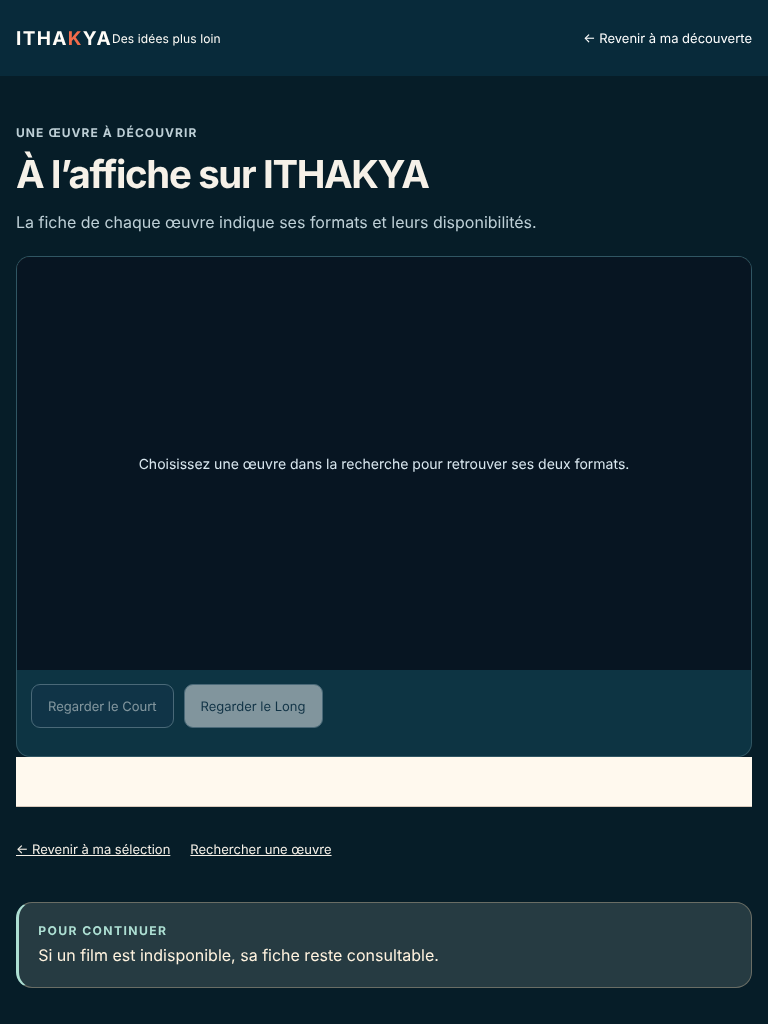 ITHAKYA Des idées plus loin
← Revenir à ma découverte
UNE ŒUVRE À DÉCOUVRIR
À l’affiche sur ITHAKYA
La fiche de chaque œuvre indique ses formats et leurs disponibilités.
Choisissez une œuvre dans la recherche pour retrouver ses deux formats.
Regarder le Court
Regarder le Long
← Revenir à ma sélection
Rechercher une œuvre
POUR CONTINUER
Si un film est indisponible, sa fiche reste consultable.